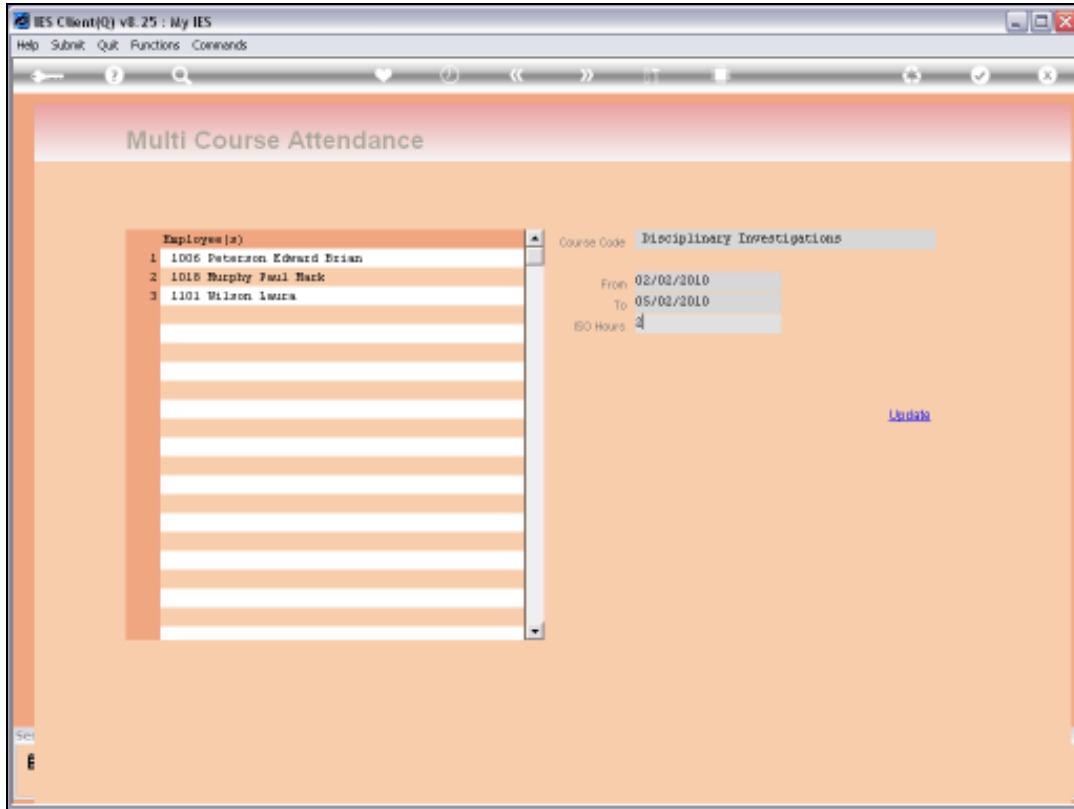 IES Client(Q) v8.25 : My IES
Help Submit Quit Functions Commands
Multi Course Attendance
Employee(s)
1 1006 Peterson Edward Brian
2 1018 Murphy Paul Mark
3 1101 Wilson Laura
Course Code Disciplinary Investigations
From 02/02/2010
To 05/02/2010
ISO Hours 2
Update